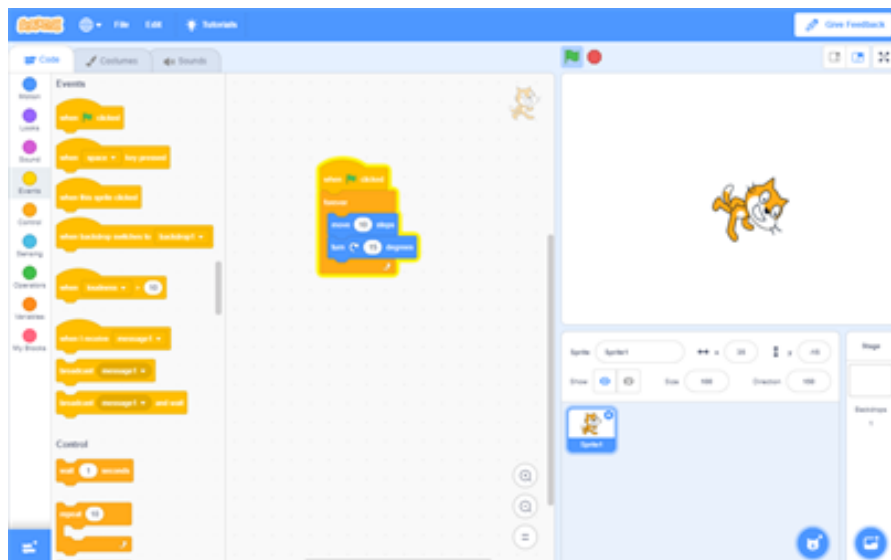 SCRATCH
File Edit Tutorials
Give Feedback
Code Costumes Sounds
Motion
Looks
Sound
Events
Control
Sensing
Operators
Variables
My Blocks
Events
when clicked
when space key pressed
when this sprite clicked
when backdrop switches to backdrop1
when loudness > 10
when I receive message1
broadcast message1
broadcast message1 and wait
Control
wait 1 seconds
repeat 10
when clicked
forever
move 10 steps
turn 15 degrees
Sprite Sprite1 x y
Show Size 100 Direction
Sprite1
Stage
Backdrops
1